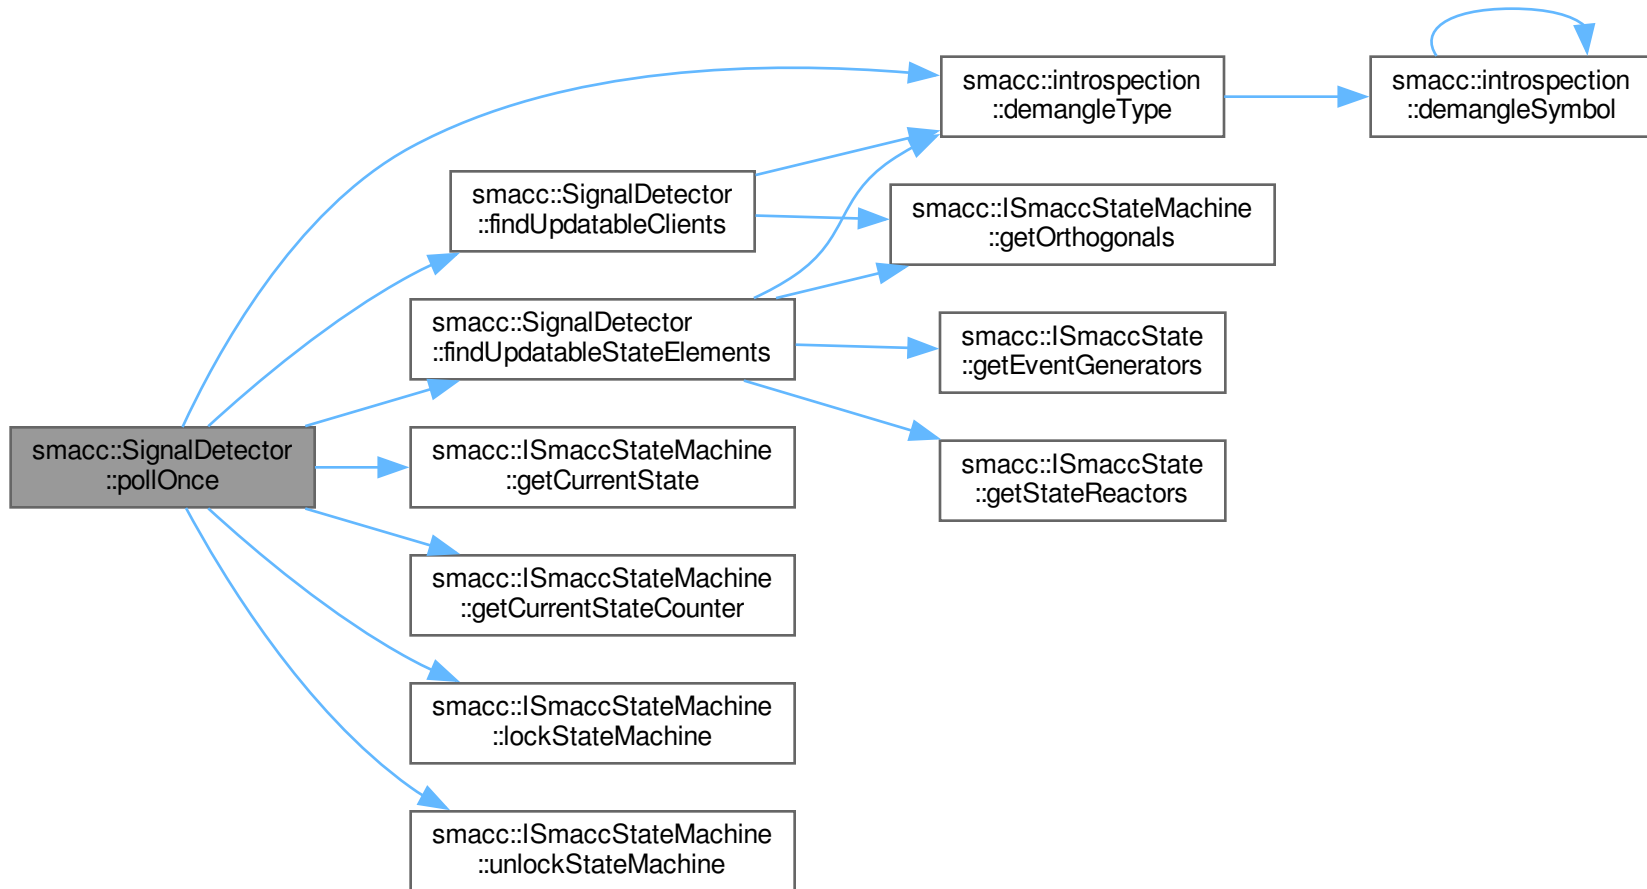 smacc::SignalDetector
::pollOnce
smacc::introspection
::demangleType
smacc::introspection
::demangleSymbol
smacc::SignalDetector
::findUpdatableClients
smacc::ISmaccStateMachine
::getOrthogonals
smacc::SignalDetector
::findUpdatableStateElements
smacc::ISmaccState
::getEventGenerators
smacc::ISmaccState
::getStateReactors
smacc::ISmaccStateMachine
::getCurrentState
smacc::ISmaccStateMachine
::getCurrentStateCounter
smacc::ISmaccStateMachine
::lockStateMachine
smacc::ISmaccStateMachine
::unlockStateMachine